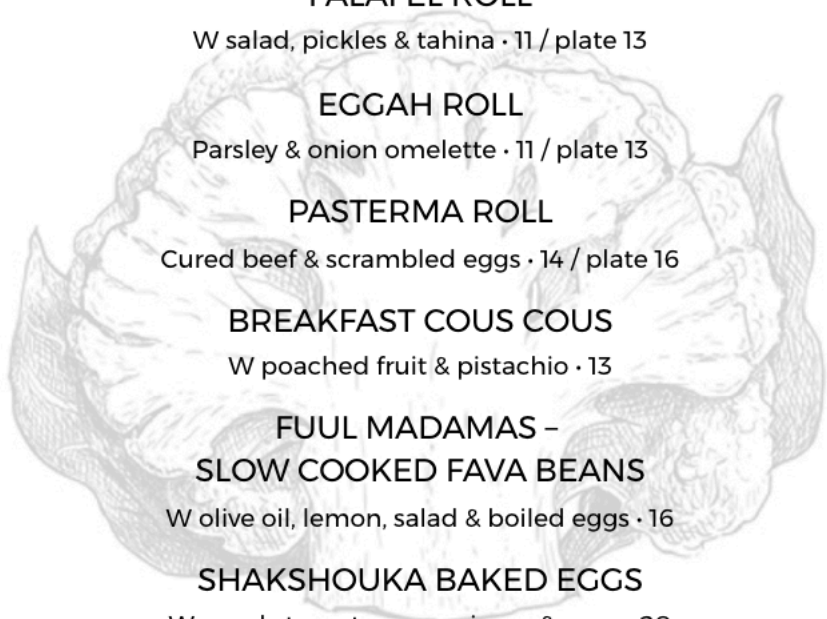 FALAFEL ROLL
W salad, pickles & tahina • 11 / plate 13
EGGAH ROLL
Parsley & onion omelette • 11 / plate 13
PASTERMA ROLL
Cured beef & scrambled eggs • 14 / plate 16
BREAKFAST COUS COUS
W poached fruit & pistachio • 13
FUUL MADAMAS –
SLOW COOKED FAVA BEANS
W olive oil, lemon, salad & boiled eggs • 16
SHAKSHOUKA BAKED EGGS